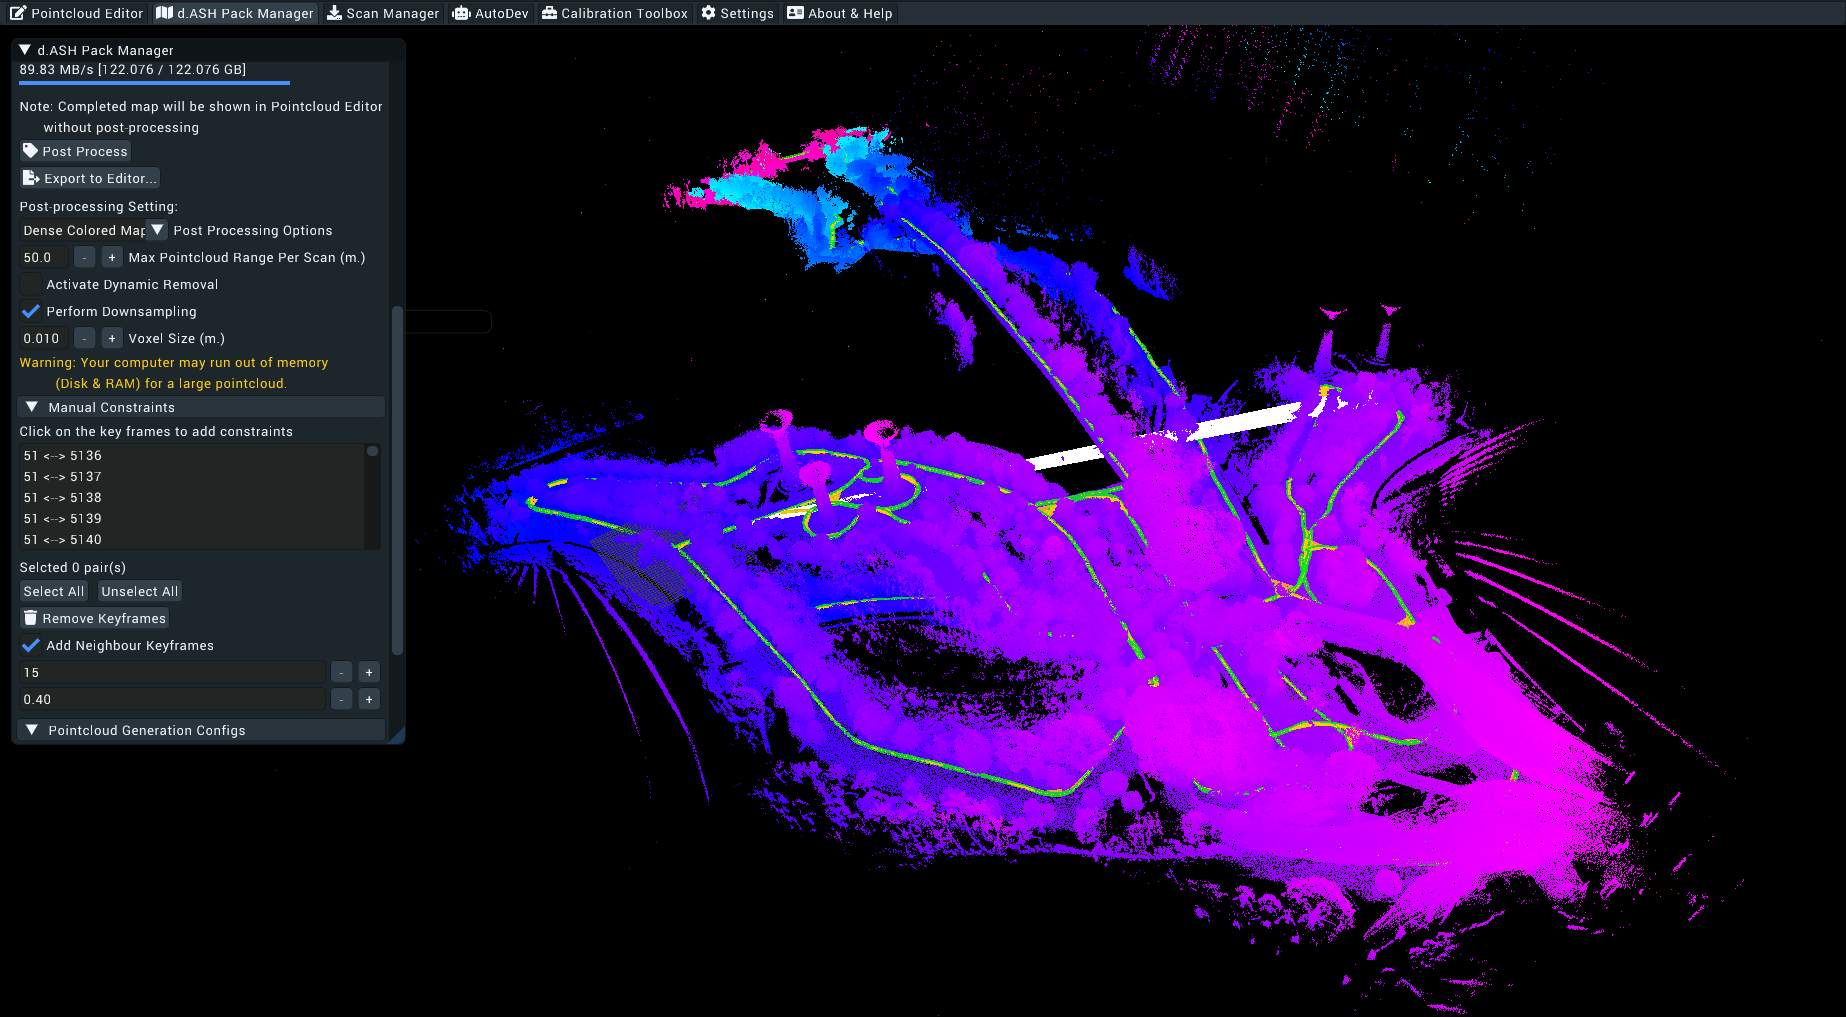 Pointcloud Editor d.ASH Pack Manager Scan Manager AutoDev Calibration Toolbox Settings About & Help
d.ASH Pack Manager
89.83 MB/s [122.076 / 122.076 GB]
Note: Completed map will be shown in Pointcloud Editor
without post-processing
Post Process
Export to Editor...
Post-processing Setting:
Dense Colored Map Post Processing Options
50.0 - + Max Pointcloud Range Per Scan (m.)
Activate Dynamic Removal
Perform Downsampling
0.010 - + Voxel Size (m.)
Warning: Your computer may run out of memory
(Disk & RAM) for a large pointcloud.
Manual Constraints
Click on the key frames to add constraints
51 <--> 5136
51 <--> 5137
51 <--> 5138
51 <--> 5139
51 <--> 5140
Selcted 0 pair(s)
Select All Unselect All
Remove Keyframes
Add Neighbour Keyframes
15 - +
0.40 - +
Pointcloud Generation Configs